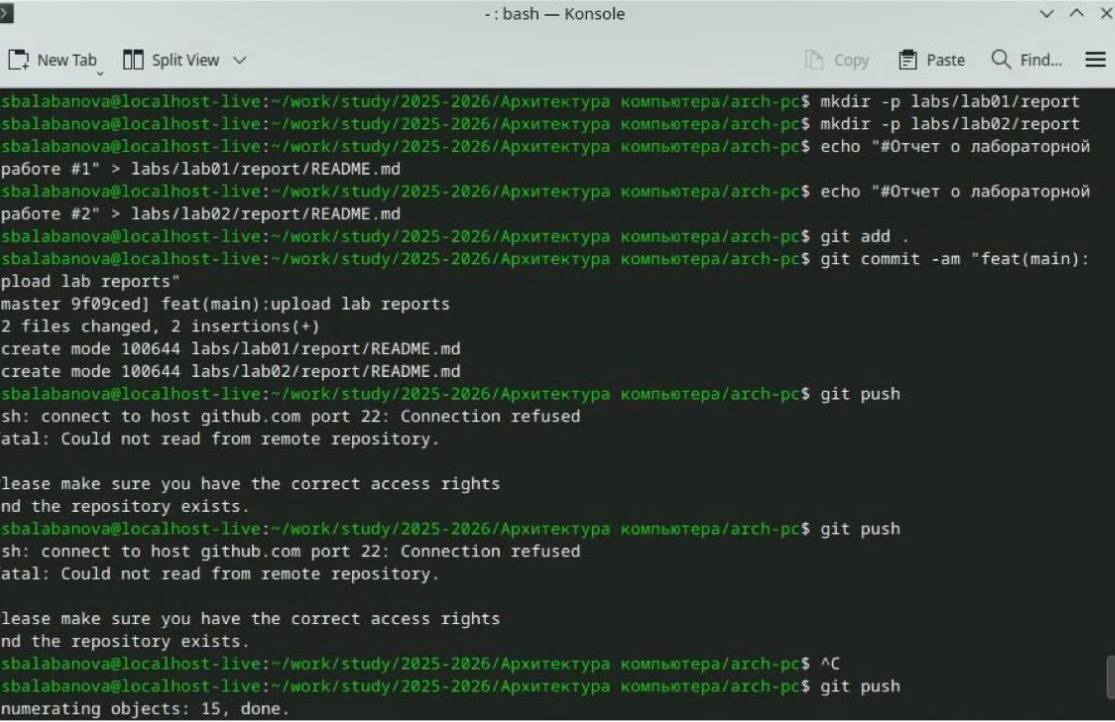 - : bash — Konsole
New Tab Split View Copy Paste Find...
sbalabanova@localhost-live:~/work/study/2025-2026/Архитектура компьютера/arch-pc$ mkdir -p labs/lab01/report
sbalabanova@localhost-live:~/work/study/2025-2026/Архитектура компьютера/arch-pc$ mkdir -p labs/lab02/report
sbalabanova@localhost-live:~/work/study/2025-2026/Архитектура компьютера/arch-pc$ echo "#Отчет о лабораторной
работе #1" > labs/lab01/report/README.md
sbalabanova@localhost-live:~/work/study/2025-2026/Архитектура компьютера/arch-pc$ echo "#Отчет о лабораторной
работе #2" > labs/lab02/report/README.md
sbalabanova@localhost-live:~/work/study/2025-2026/Архитектура компьютера/arch-pc$ git add .
sbalabanova@localhost-live:~/work/study/2025-2026/Архитектура компьютера/arch-pc$ git commit -am "feat(main):
pload lab reports"
master 9f09ced] feat(main):upload lab reports
2 files changed, 2 insertions(+)
create mode 100644 labs/lab01/report/README.md
create mode 100644 labs/lab02/report/README.md
sbalabanova@localhost-live:~/work/study/2025-2026/Архитектура компьютера/arch-pc$ git push
sh: connect to host github.com port 22: Connection refused
atal: Could not read from remote repository.
lease make sure you have the correct access rights
nd the repository exists.
sbalabanova@localhost-live:~/work/study/2025-2026/Архитектура компьютера/arch-pc$ git push
sh: connect to host github.com port 22: Connection refused
atal: Could not read from remote repository.
lease make sure you have the correct access rights
nd the repository exists.
sbalabanova@localhost-live:~/work/study/2025-2026/Архитектура компьютера/arch-pc$ ^C
sbalabanova@localhost-live:~/work/study/2025-2026/Архитектура компьютера/arch-pc$ git push
numerating objects: 15, done.